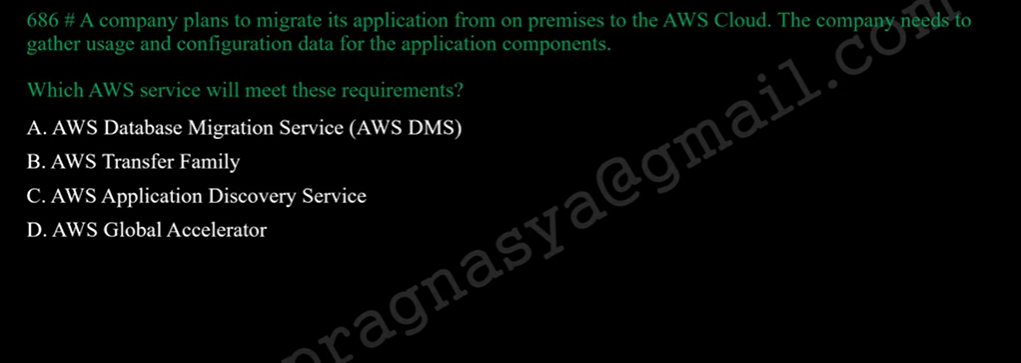 686 # A company plans to migrate its application from on premises to the AWS Cloud. The company needs to
gather usage and configuration data for the application components.
Which AWS service will meet these requirements?
A. AWS Database Migration Service (AWS DMS)
B. AWS Transfer Family
C. AWS Application Discovery Service
D. AWS Global Accelerator
pragnasya@gmail.com